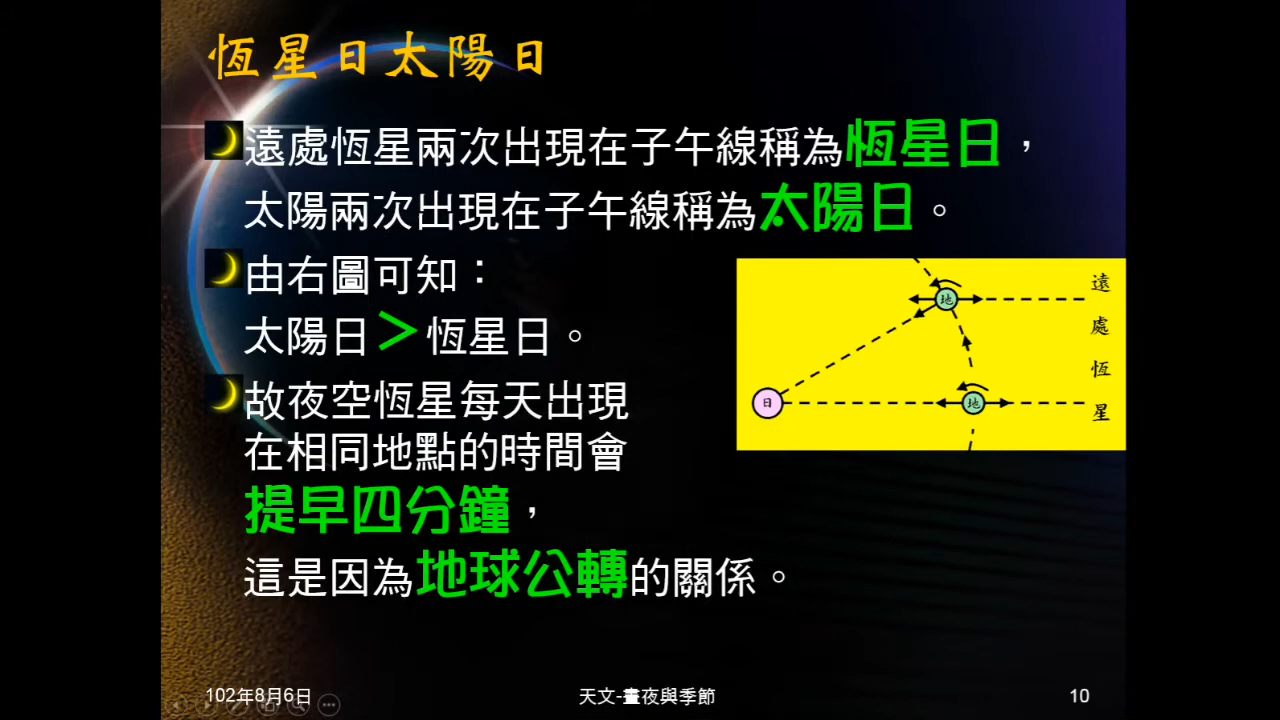 恆星日太陽日
遠處恆星兩次出現在子午線稱為恆星日，
太陽兩次出現在子午線稱為太陽日。
由右圖可知：
太陽日＞恆星日。
故夜空恆星每天出現
在相同地點的時間會
提早四分鐘，
這是因為地球公轉的關係。
地
日
地
遠
處
恆
星
102年8月6日
天文-晝夜與季節
10